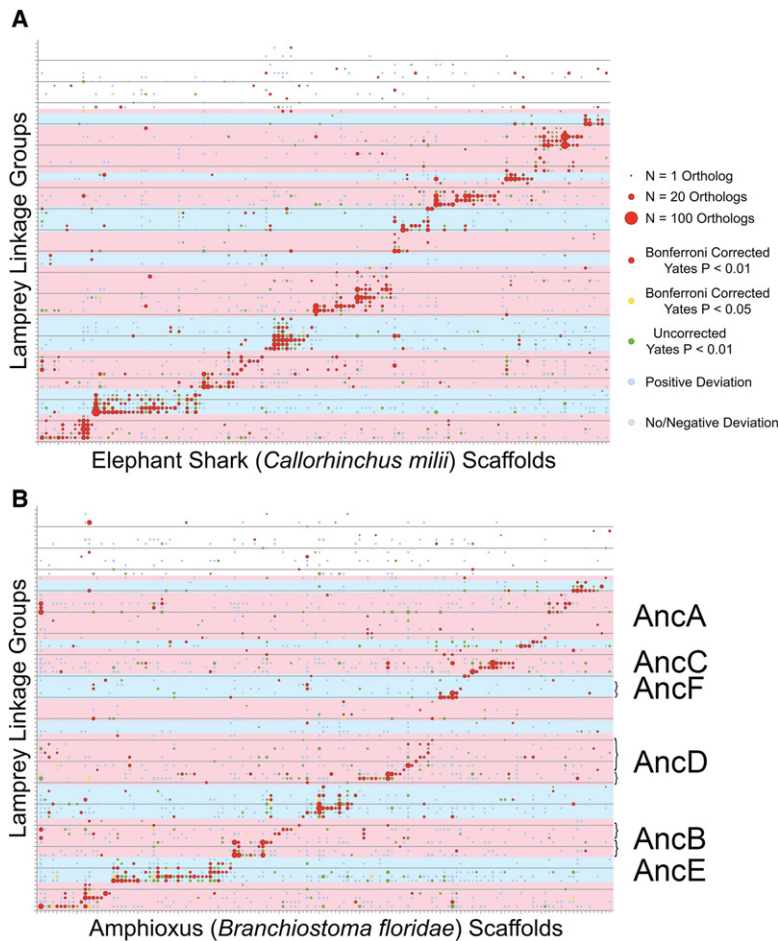 A
Lamprey Linkage Groups
Elephant Shark (Callorhinchus milii) Scaffolds
N = 1 Ortholog
N = 20 Orthologs
N = 100 Orthologs
Bonferroni Corrected
Yates P < 0.01
Bonferroni Corrected
Yates P < 0.05
Uncorrected
Yates P < 0.01
Positive Deviation
No/Negative Deviation
B
Lamprey Linkage Groups
Amphioxus (Branchiostoma floridae) Scaffolds
AncA
AncC
AncF
AncD
AncB
AncE